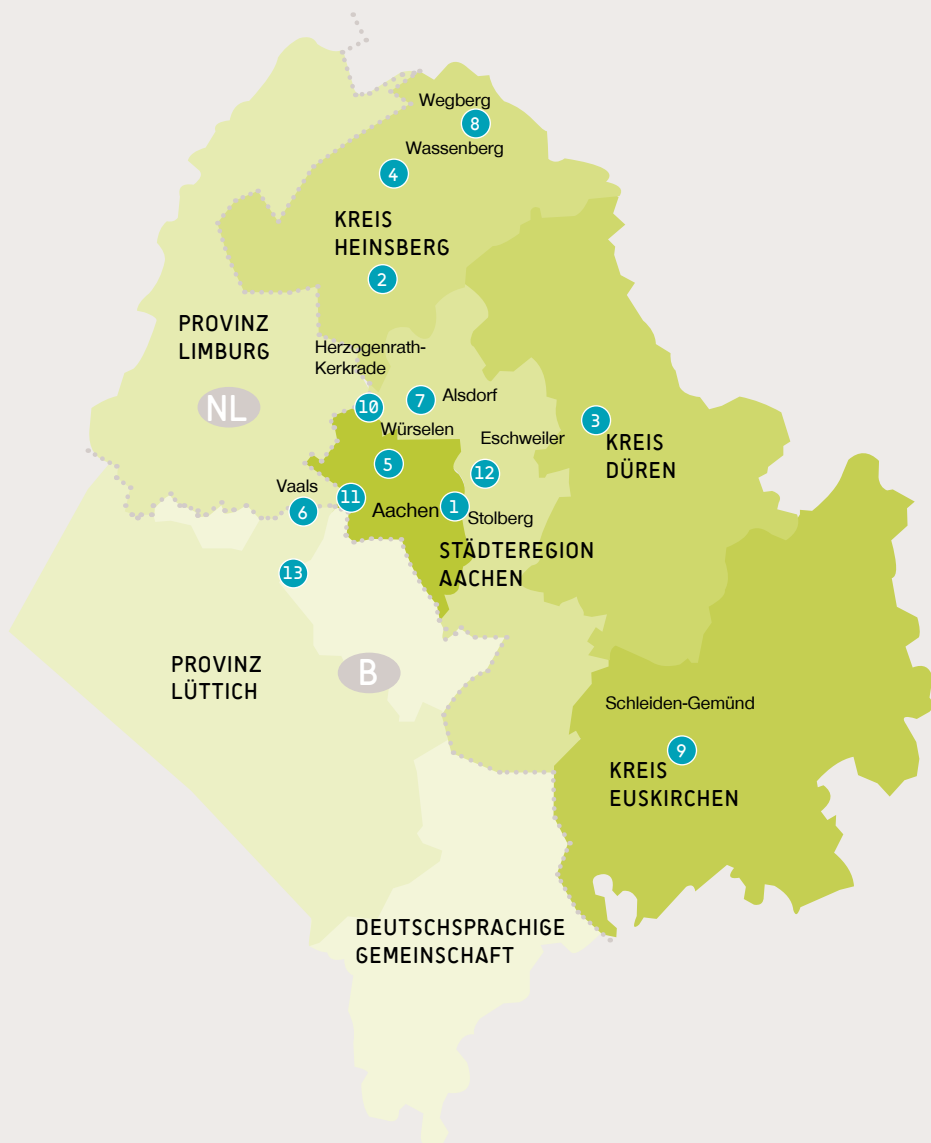 Wegberg
8
Wassenberg
4
KREIS
HEINSBERG
2
PROVINZ
LIMBURG
NL
Herzogenrath-
Kerkrade
10
7
Alsdorf
Würselen
5
Eschweiler
12
3
KREIS
DÜREN
Vaals
6
11
Aachen
1
Stolberg
STÄDTEREGION
AACHEN
13
PROVINZ
LÜTTICH
B
Schleiden-Gemünd
9
KREIS
EUSKIRCHEN
DEUTSCHSPRACHIGE
GEMEINSCHAFT